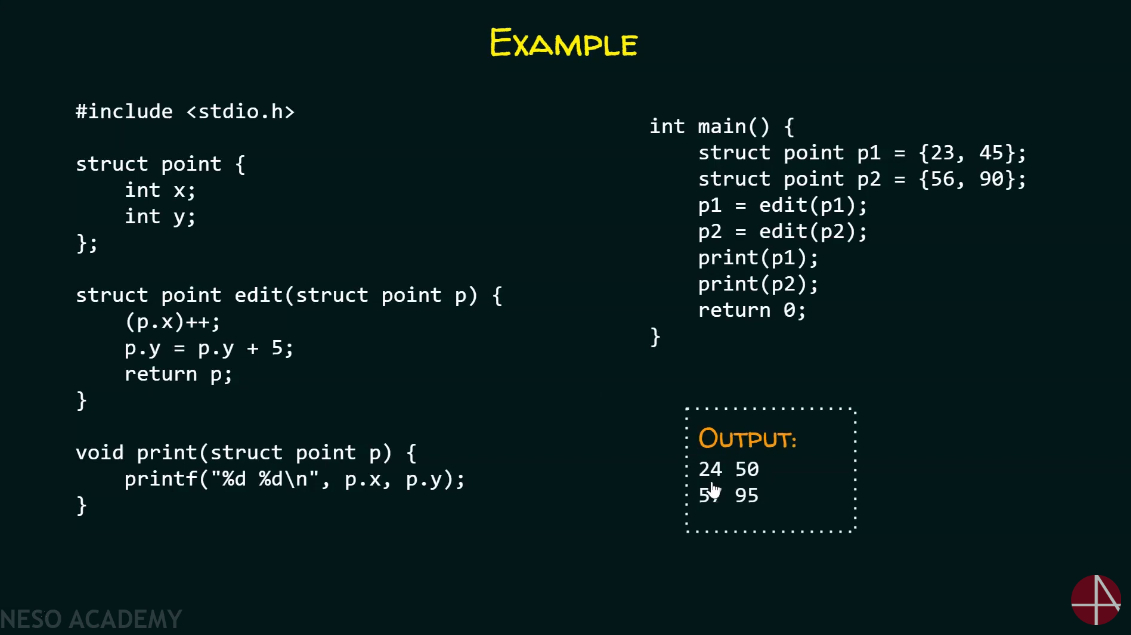 EXAMPLE
#include <stdio.h>
struct point {
int x;
int y;
};
struct point edit(struct point p) {
(p.x)++;
p.y = p.y + 5;
return p;
}
void print(struct point p) {
printf("%d %d\n", p.x, p.y);
}
int main() {
struct point p1 = {23, 45};
struct point p2 = {56, 90};
p1 = edit(p1);
p2 = edit(p2);
print(p1);
print(p2);
return 0;
}
OUTPUT:
24 50
57 95
NESO ACADEMY